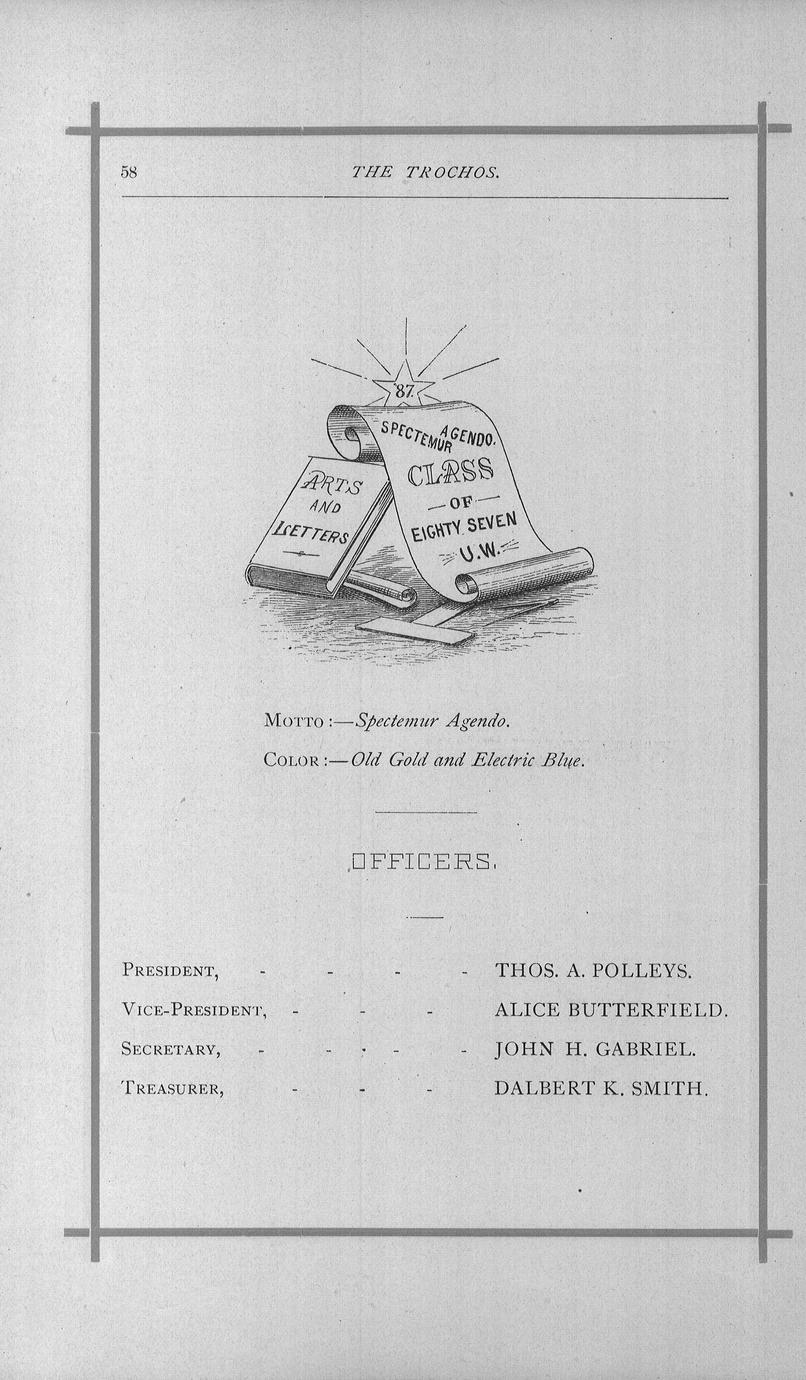 58 THE TROCHOS.
'87.
SPECTEMUR AGENDO.
CLASS
— OF —
EIGHTY SEVEN
U.W.
ARTS
AND
LETTERS
MOTTO :—Spectemur Agendo.
COLOR :—Old Gold and Electric Blue.
OFFICERS.
PRESIDENT, - - - - THOS. A. POLLEYS.
VICE-PRESIDENT, - - - ALICE BUTTERFIELD.
SECRETARY, - - - - JOHN H. GABRIEL.
TREASURER, - - - DALBERT K. SMITH.